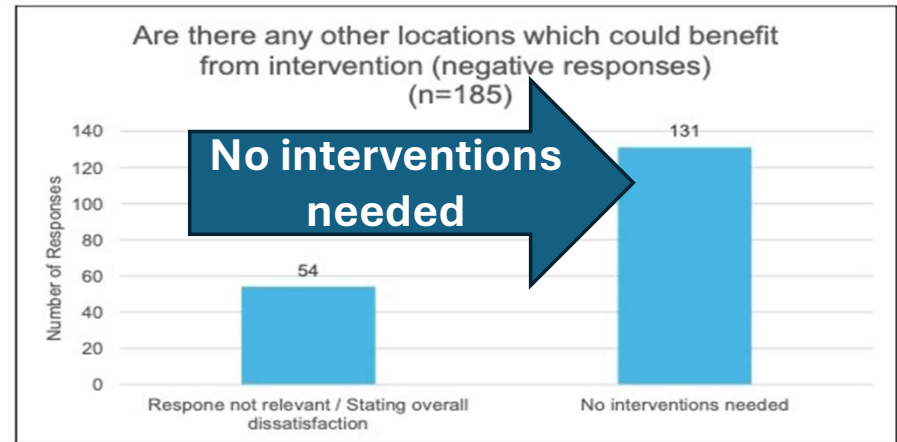 Are there any other locations which could benefit
from intervention (negative responses)
(n=185)
No interventions
needed
Number of Responses
140
120
100
80
60
40
20
0
54
131
Respone not relevant / Stating overall
dissatisfaction
No interventions needed